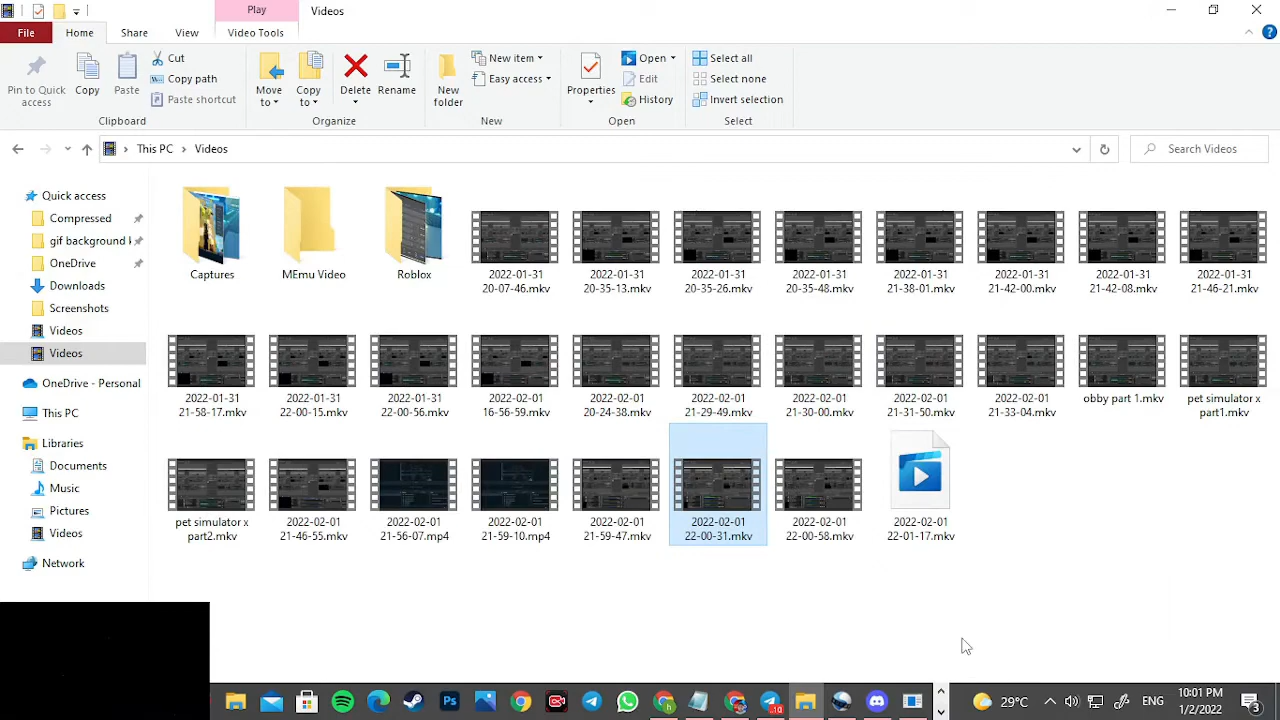 Play
Videos
File
Home
Share
View
Video Tools
Pin to Quick
access
Copy
Paste
Cut
Copy path
Paste shortcut
Clipboard
Move
to
Copy
to
Delete
Rename
Organize
New
folder
New item
Easy access
New
Properties
Open
Edit
History
Open
Select all
Select none
Invert selection
Select
This PC
Videos
Search Videos
Quick access
Compressed
gif background
OneDrive
Downloads
Screenshots
Videos
Videos
OneDrive - Personal
This PC
Libraries
Documents
Music
Pictures
Videos
Network
Captures
MEmu Video
Roblox
2022-01-31
20-07-46.mkv
2022-01-31
20-35-13.mkv
2022-01-31
20-35-26.mkv
2022-01-31
20-35-48.mkv
2022-01-31
21-38-01.mkv
2022-01-31
21-42-00.mkv
2022-01-31
21-42-08.mkv
2022-01-31
21-46-21.mkv
2022-01-31
21-58-17.mkv
2022-01-31
22-00-15.mkv
2022-01-31
22-00-56.mkv
2022-02-01
16-56-59.mkv
2022-02-01
20-24-38.mkv
2022-02-01
21-29-49.mkv
2022-02-01
21-30-00.mkv
2022-02-01
21-31-50.mkv
2022-02-01
21-33-04.mkv
obby part 1.mkv
pet simulator x
part1.mkv
pet simulator x
part2.mkv
2022-02-01
21-46-55.mkv
2022-02-01
21-56-07.mp4
2022-02-01
21-59-10.mp4
2022-02-01
21-59-47.mkv
2022-02-01
22-00-31.mkv
2022-02-01
22-00-58.mkv
2022-02-01
22-01-17.mkv
Ps
29°C
ENG
10:01 PM
1/2/2022
3